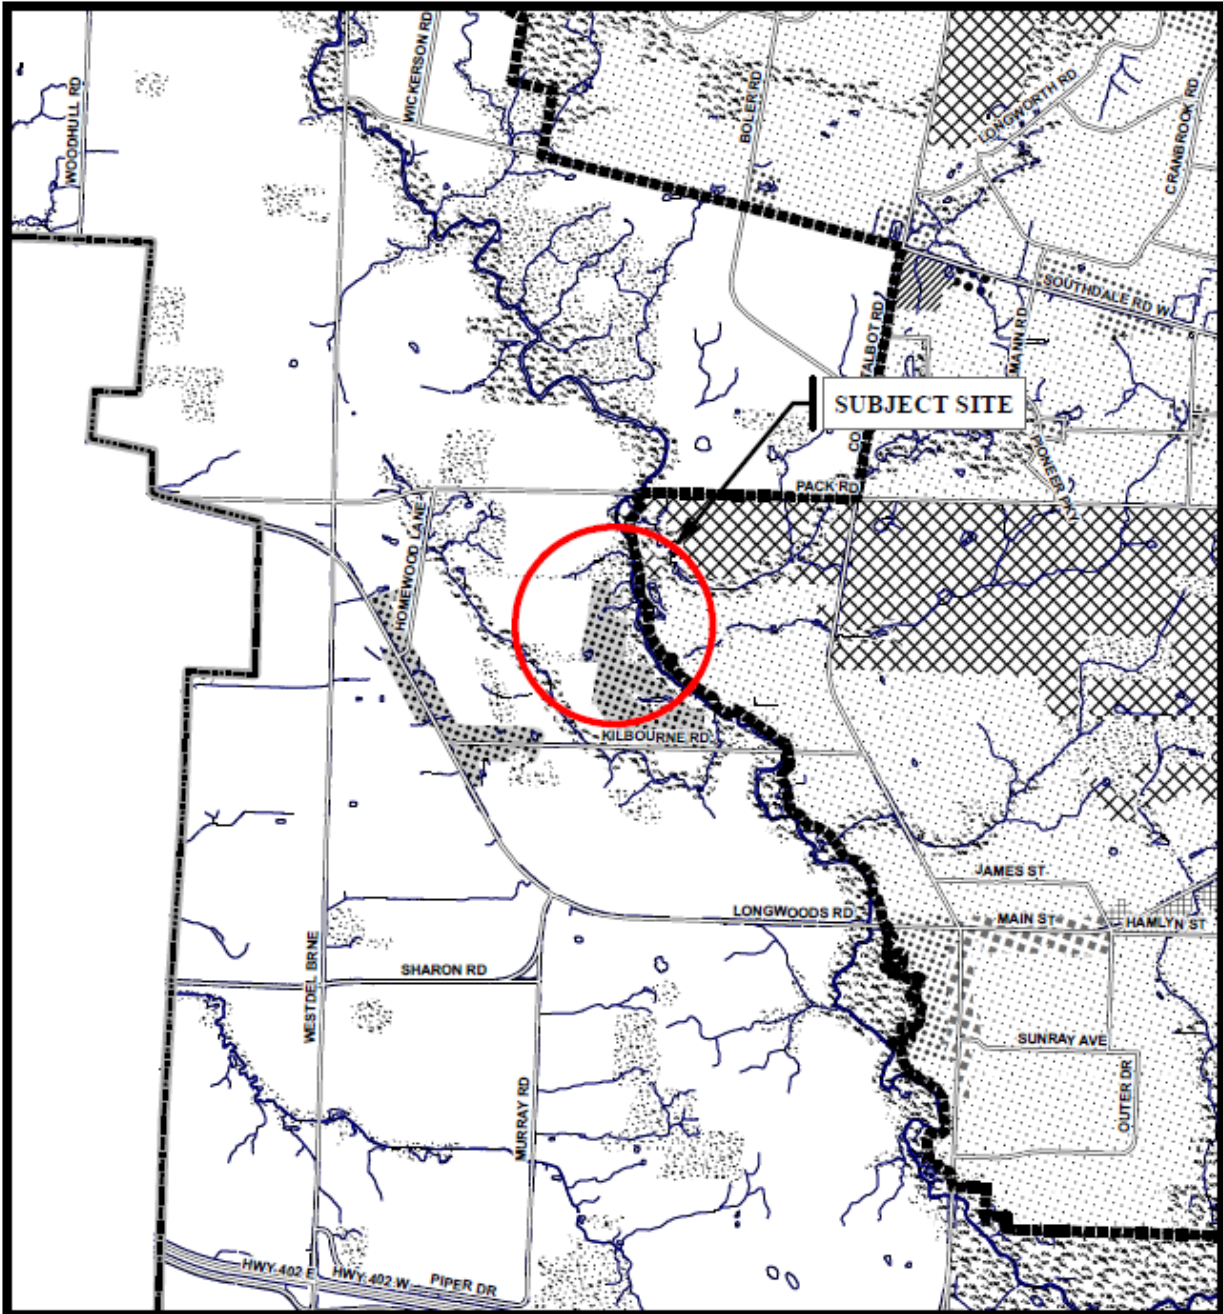 WICKERSON RD
WOODHULL RD
BOLER RD
LONGWORTH RD
CRANBROOK RD
SOUTHDALE RD W
MANN RD
TALBOT RD
SUBJECT SITE
PIONEER PKY
PACK RD
HOMEWOOD LANE
KILBOURNE RD
JAMES ST
LONGWOODS RD
MAIN ST
HAMLYN ST
WESTDEL BRNE
SHARON RD
SUNRAY AVE
OUTER DR
MURRAY RD
HWY 402 E
HWY 402 W
PIPER DR